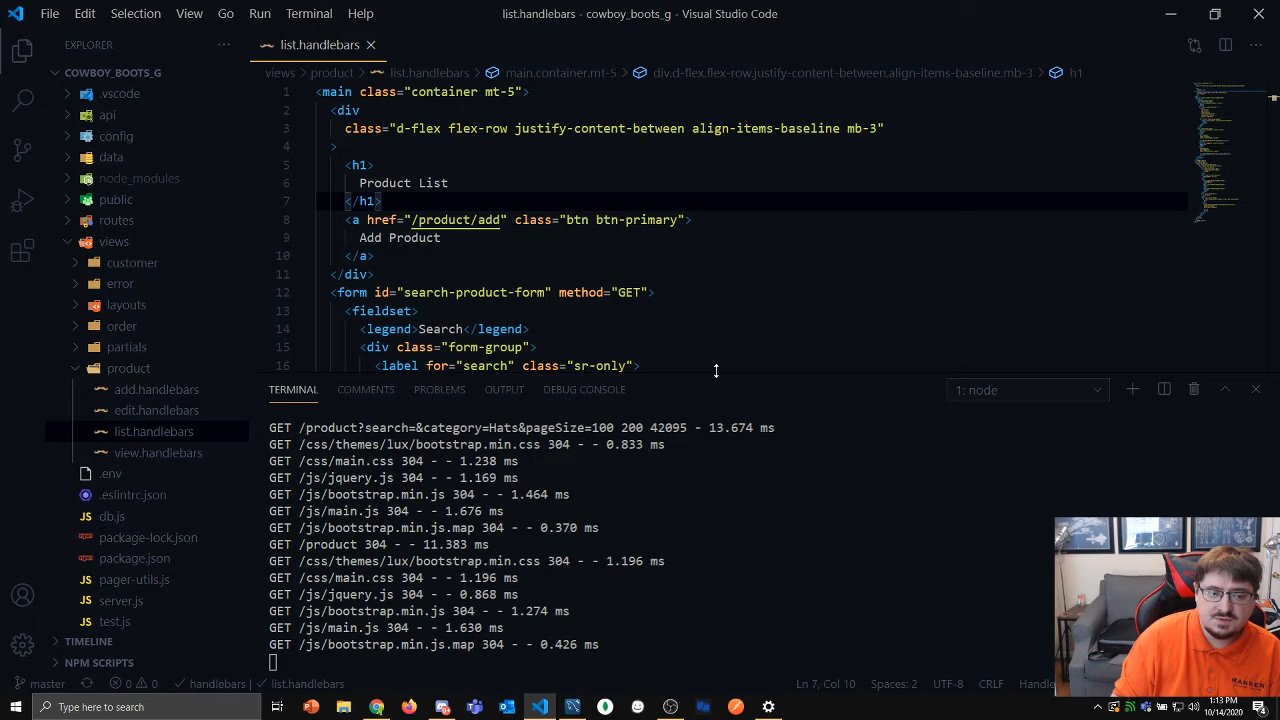 File Edit Selection View Go Run Terminal Help
list.handlebars - cowboy_boots_g - Visual Studio Code
EXPLORER
list.handlebars
COWBOY_BOOTS_G
.vscode
api
config
data
node_modules
public
routes
views
customer
error
layouts
order
partials
product
add.handlebars
edit.handlebars
list.handlebars
view.handlebars
.env
.eslintrc.json
JS db.js
package-lock.json
package.json
JS pager-utils.js
JS server.js
JS test.js
TIMELINE
NPM SCRIPTS
views > product > list.handlebars > main.container.mt-5 > div.d-flex.flex-row.justify-content-between.align-items-baseline.mb-3 > h1
1 <main class="container mt-5">
2 <div
3 class="d-flex flex-row justify-content-between align-items-baseline mb-3"
4 >
5 <h1>
6 Product List
7 </h1>
8 <a href="/product/add" class="btn btn-primary">
9 Add Product
10 </a>
11 </div>
12 <form id="search-product-form" method="GET">
13 <fieldset>
14 <legend>Search</legend>
15 <div class="form-group">
16 <label for="search" class="sr-only">
TERMINAL COMMENTS PROBLEMS OUTPUT DEBUG CONSOLE
1: node
GET /product?search=&category=Hats&pageSize=100 200 42095 - 13.674 ms
GET /css/themes/lux/bootstrap.min.css 304 - - 0.833 ms
GET /css/main.css 304 - - 1.238 ms
GET /js/jquery.js 304 - - 1.169 ms
GET /js/bootstrap.min.js 304 - - 1.464 ms
GET /js/main.js 304 - - 1.676 ms
GET /js/bootstrap.min.js.map 304 - - 0.370 ms
GET /product 304 - - 11.383 ms
GET /css/themes/lux/bootstrap.min.css 304 - - 1.196 ms
GET /css/main.css 304 - - 1.196 ms
GET /js/jquery.js 304 - - 0.868 ms
GET /js/bootstrap.min.js 304 - - 1.274 ms
GET /js/main.js 304 - - 1.630 ms
GET /js/bootstrap.min.js.map 304 - - 0.426 ms
RANKEN
master 0 0 handlebars list.handlebars
Ln 7, Col 10 Spaces: 2 UTF-8 CRLF Handle
Type here to search
1:13 PM
10/14/2020